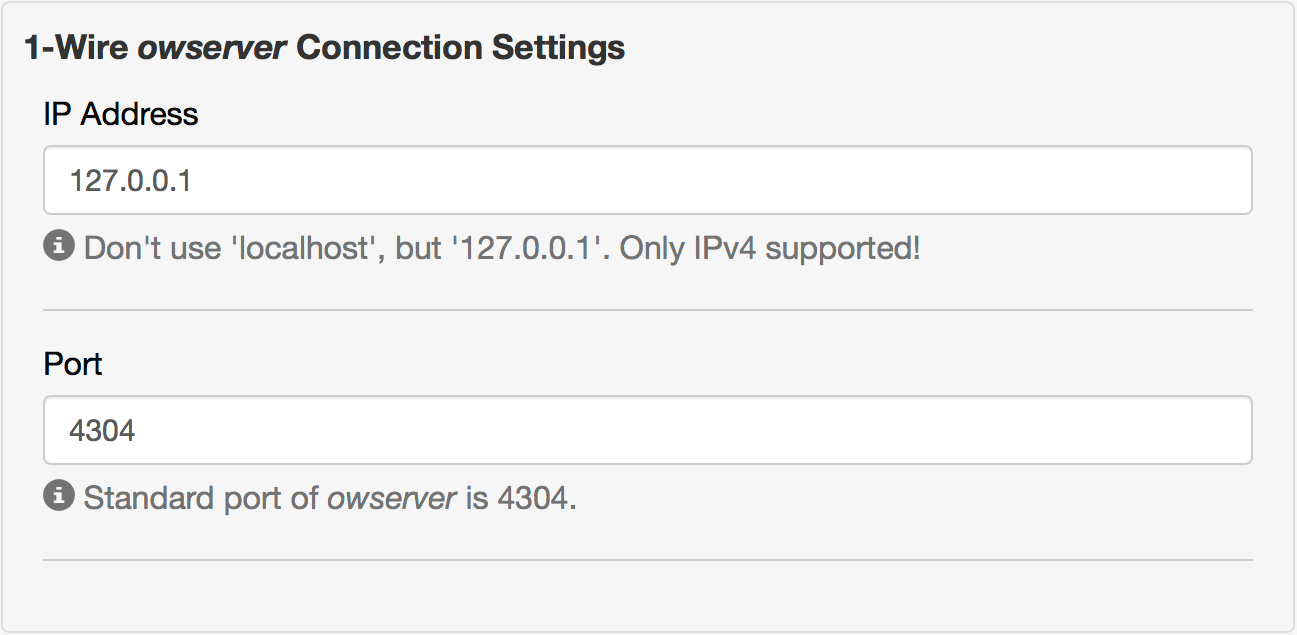 1-Wire owserver Connection Settings
IP Address
127.0.0.1
Don't use 'localhost', but '127.0.0.1'. Only IPv4 supported!
Port
4304
Standard port of owserver is 4304.